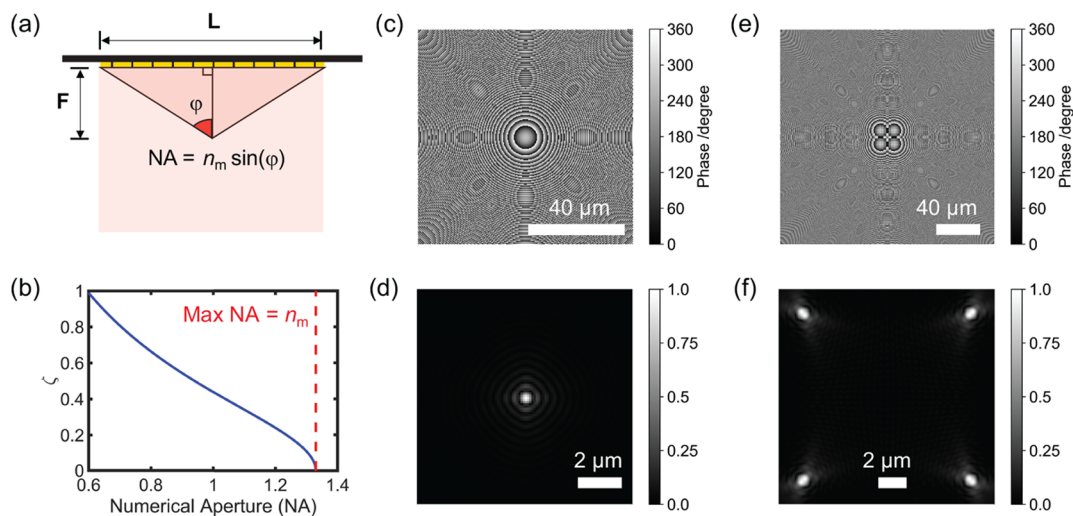 (a)
L
F
φ
NA = nₘ sin(φ)
(b)
1
0.8
0.6
0.4
0.2
0
ζ
Max NA = nₘ
0.6
0.8
1
1.2
1.4
Numerical Aperture (NA)
(c)
40 μm
360
300
240
180
120
60
0
Phase /degree
(d)
2 μm
1.0
0.75
0.50
0.25
0.0
(e)
40 μm
360
300
240
180
120
60
0
Phase /degree
(f)
2 μm
1.0
0.75
0.50
0.25
0.0